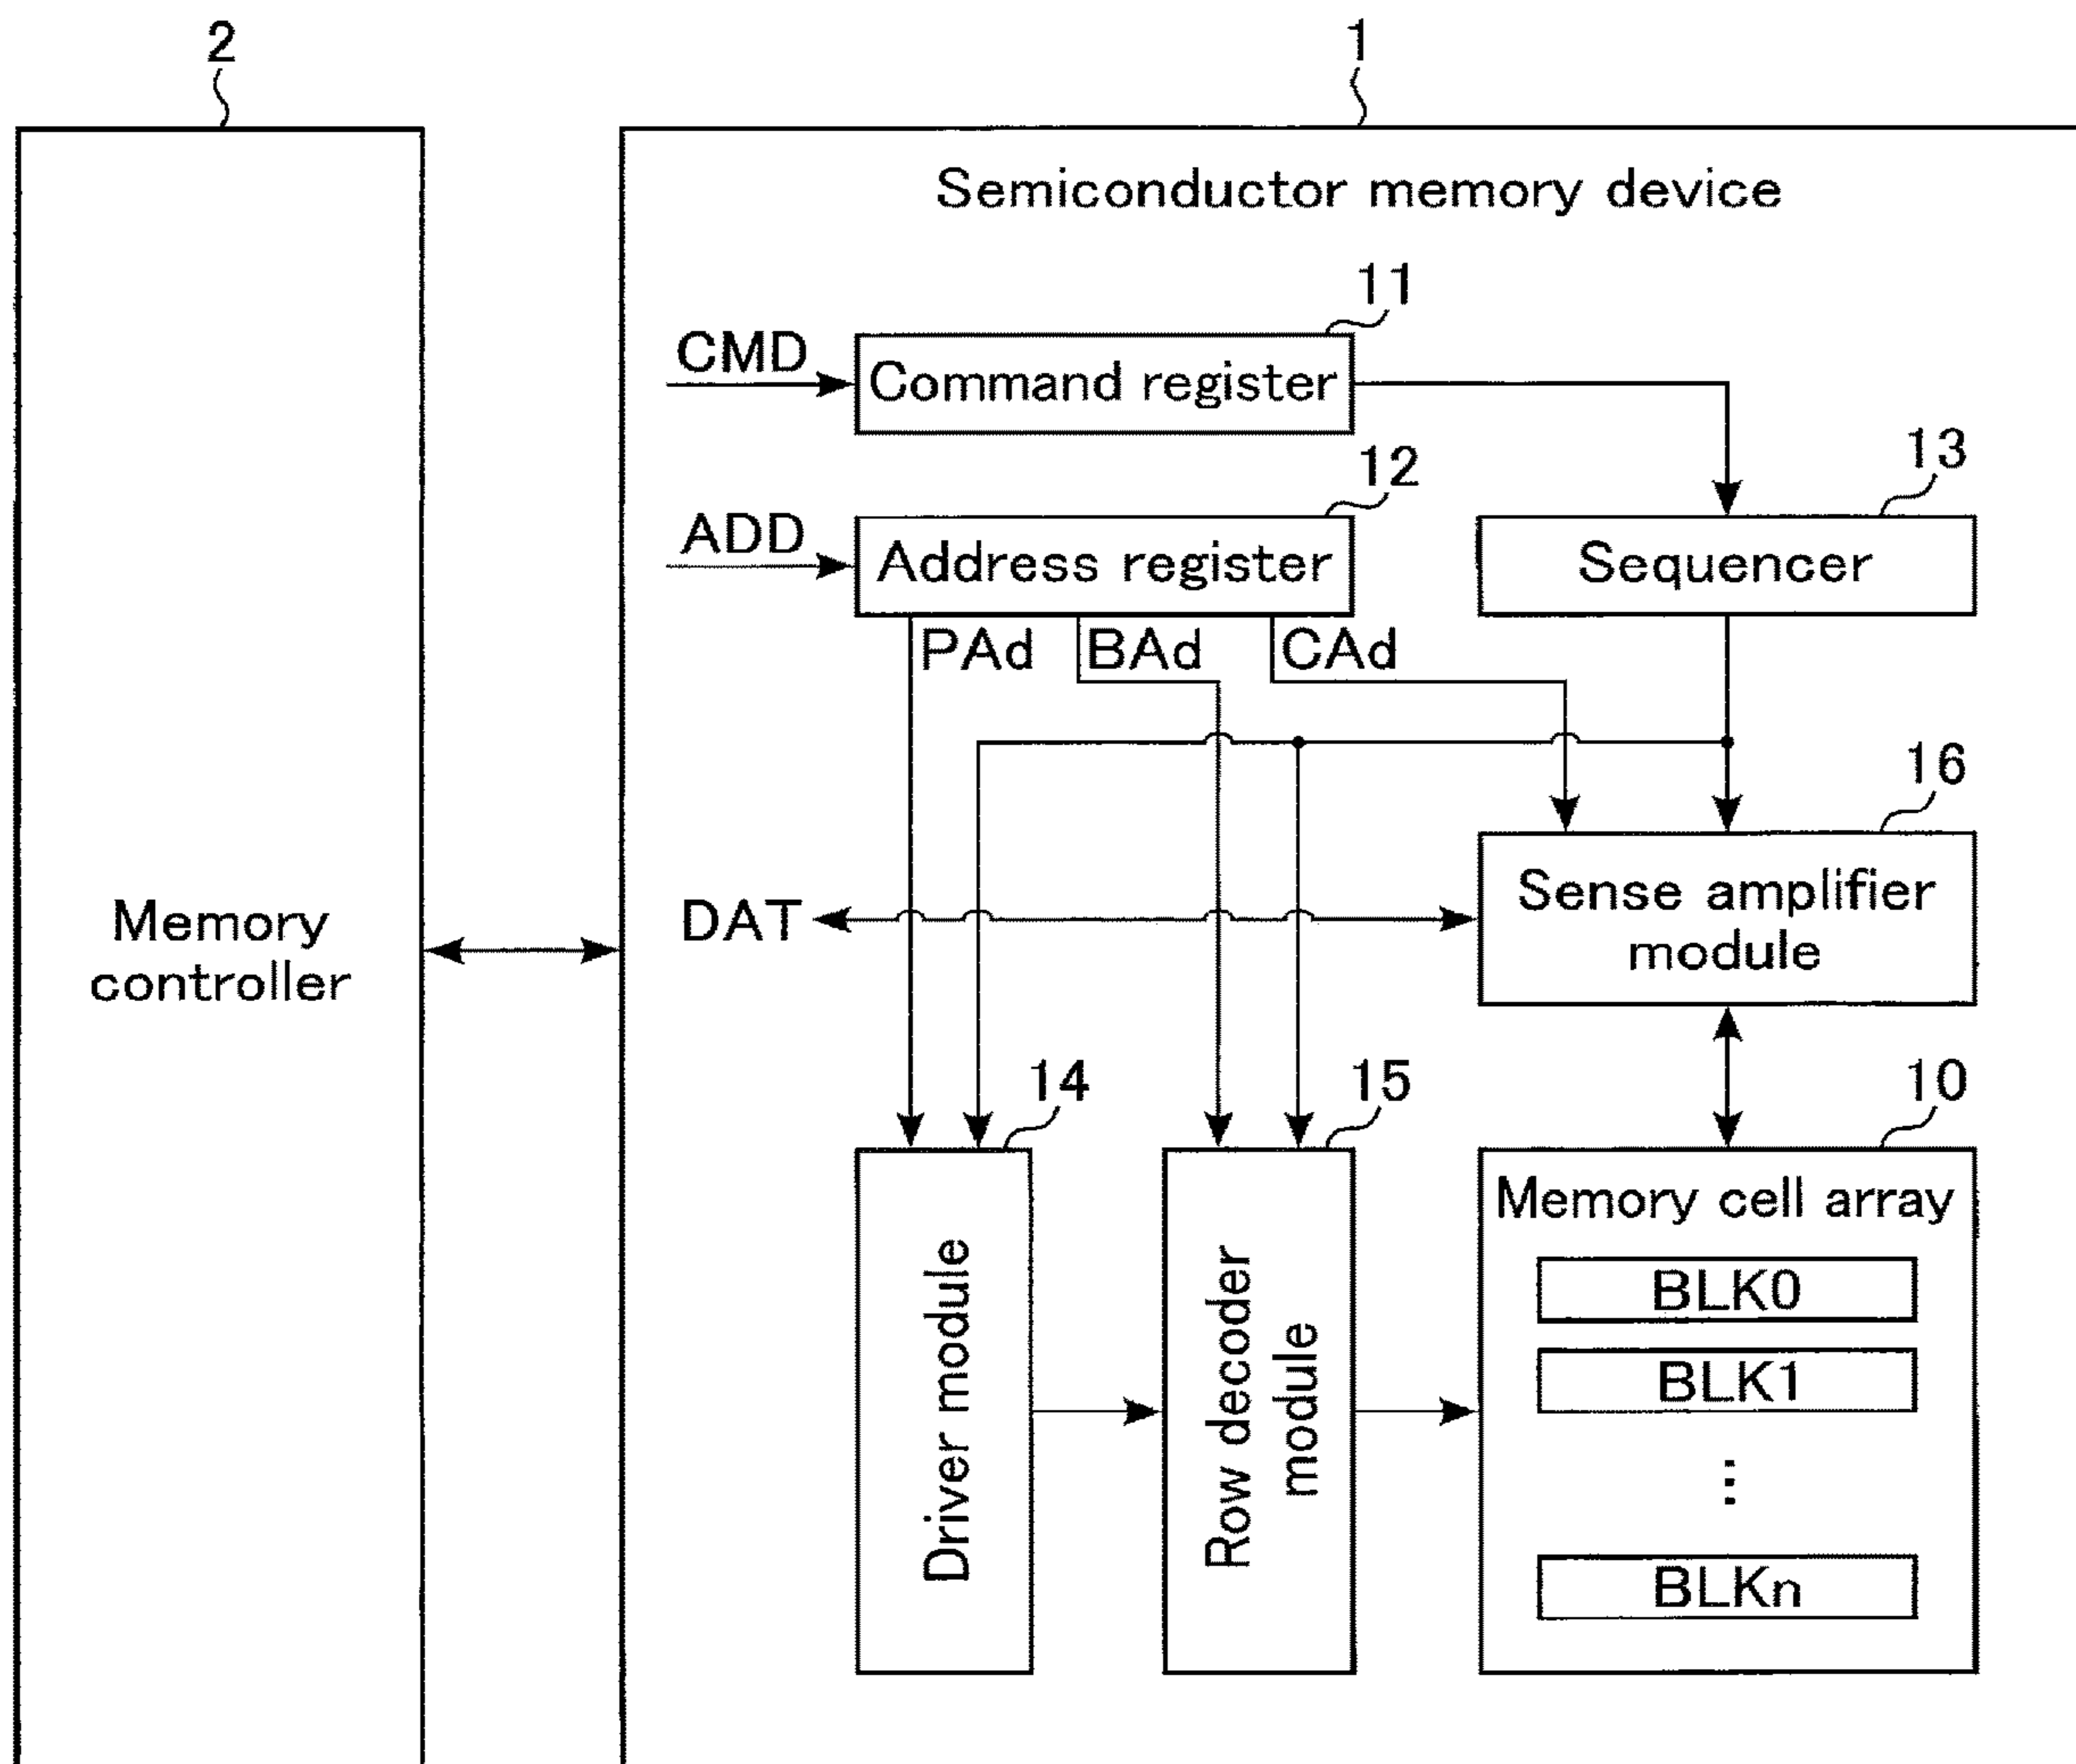 2
1
Semiconductor memory device
11
CMD
Command register
12
13
ADD
Address register
Sequencer
PAd
BAd
CAd
16
Sense amplifier
module
DAT
Memory
controller
14
15
10
Driver module
Row decoder
module
Memory cell array
BLK0
BLK1
⋮
BLKn